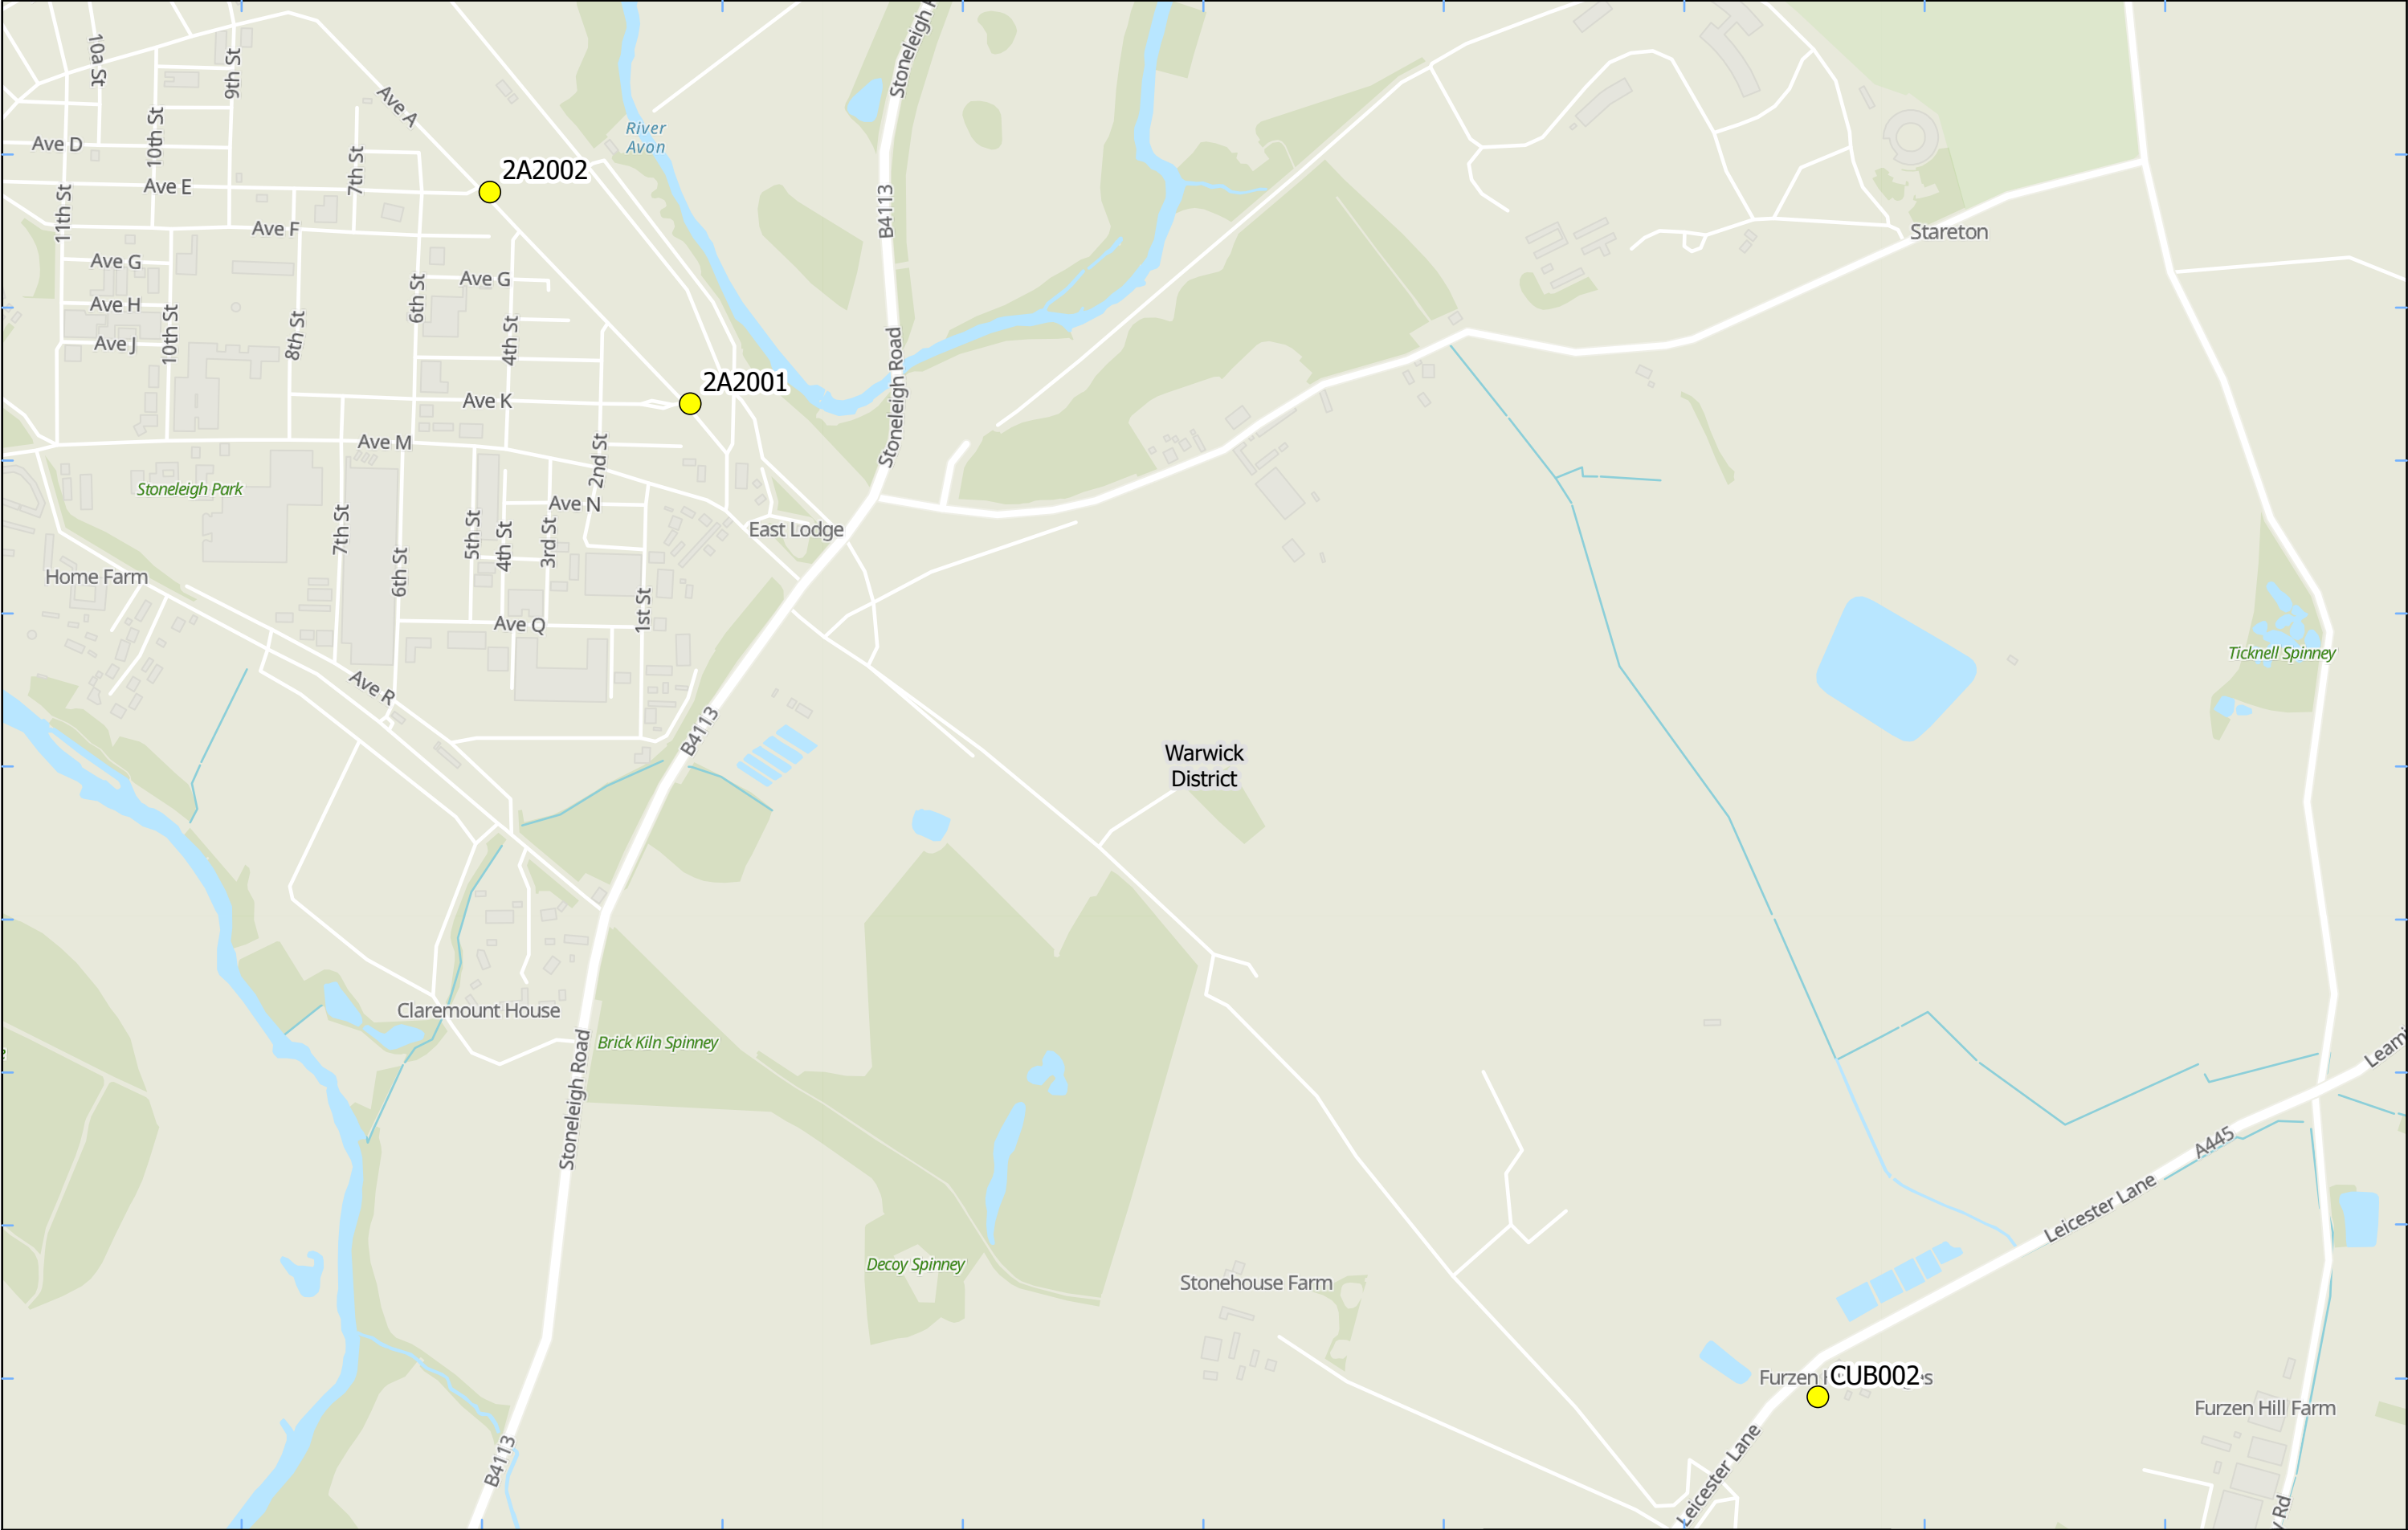 Stoneleigh
10a St
9th St
Ave A
River
Avon
10th St
Ave D
2A2002
7th St
Ave E
B4113
11th St
Ave F
Stareton
Ave G
Ave G
6th St
Ave H
10th St
8th St
4th St
Ave J
Stoneleigh Road
2A2001
Ave K
Ave M
2nd St
Stoneleigh Park
Ave N
7th St
5th St
4th St
3rd St
East Lodge
6th St
Home Farm
1st St
Ave Q
Ticknell Spinney
Ave R
B4113
Warwick
District
Claremount House
Brick Kiln Spinney
Stoneleigh Road
A445
Leicester Lane
Decoy Spinney
Stonehouse Farm
CUB002
Furzen
Furzen Hill Farm
B4113
Leicester Lane
Rd